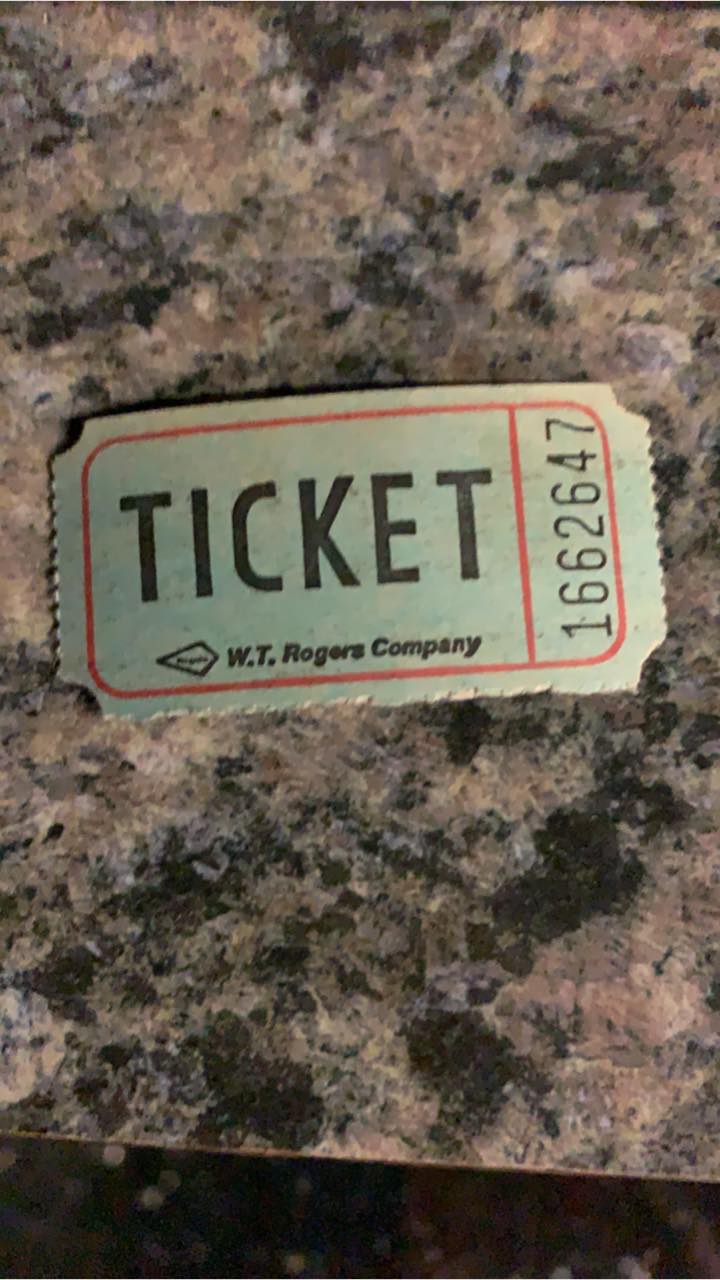 TICKET
W.T. Rogers Company
1662647